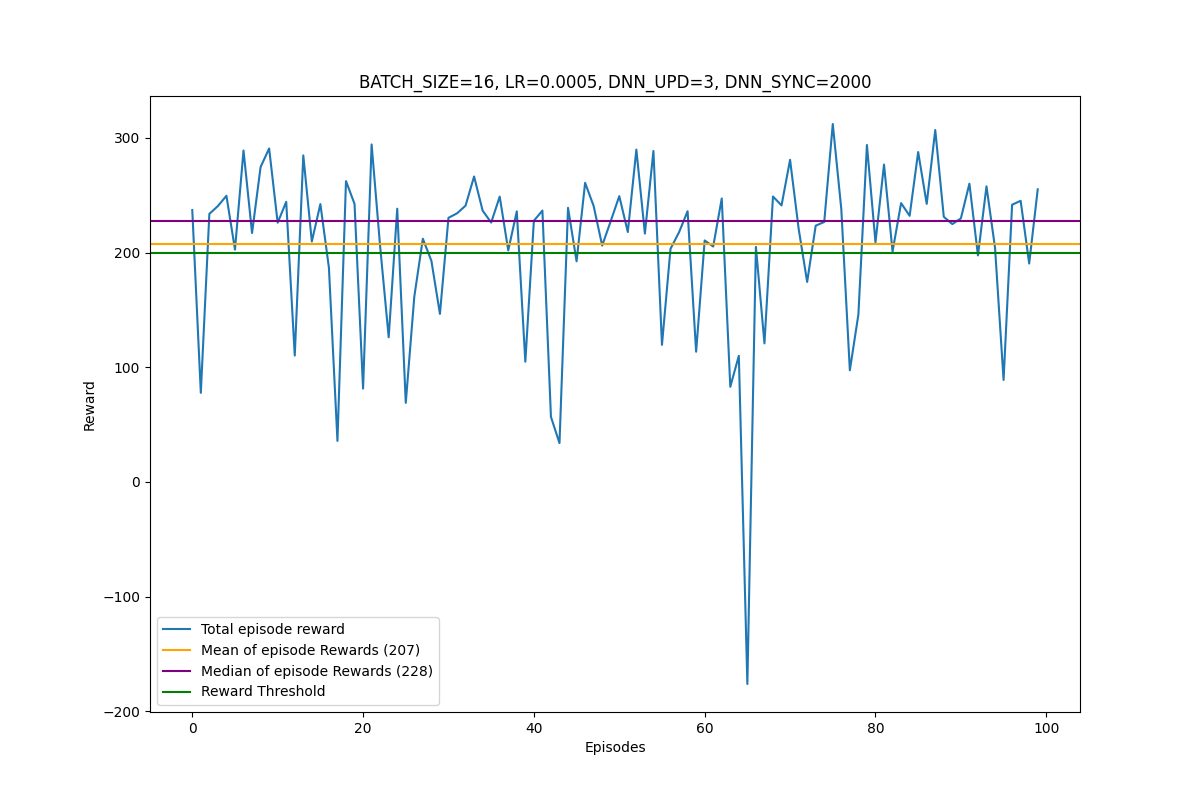 BATCH_SIZE=16, LR=0.0005, DNN_UPD=3, DNN_SYNC=2000
300
200
100
0
−100
−200
Reward
Total episode reward
Mean of episode Rewards (207)
Median of episode Rewards (228)
Reward Threshold
0 20 40 60 80 100
Episodes